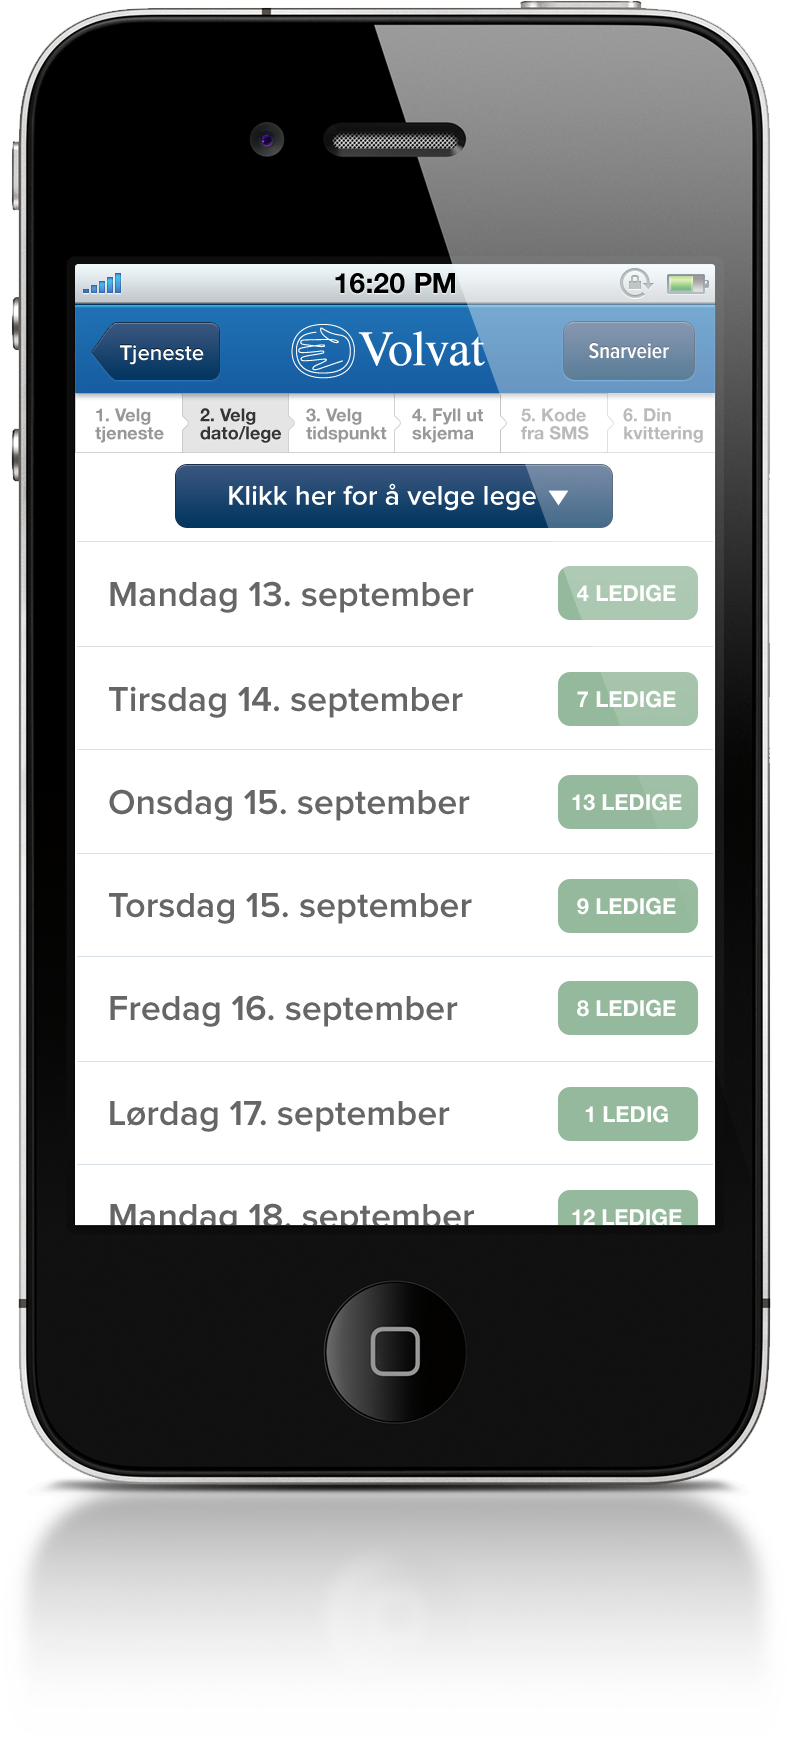 16:20 PM
Tjeneste
Volvat
Snarveier
1. Velg
tjeneste
2. Velg
dato/lege
3. Velg
tidspunkt
4. Fyll ut
skjema
5. Kode
fra SMS
6. Din
kvittering
Klikk her for å velge lege
Mandag 13. september 4 LEDIGE
Tirsdag 14. september 7 LEDIGE
Onsdag 15. september 13 LEDIGE
Torsdag 15. september 9 LEDIGE
Fredag 16. september 8 LEDIGE
Lørdag 17. september 1 LEDIG
Mandag 18. september 12 LEDIGE